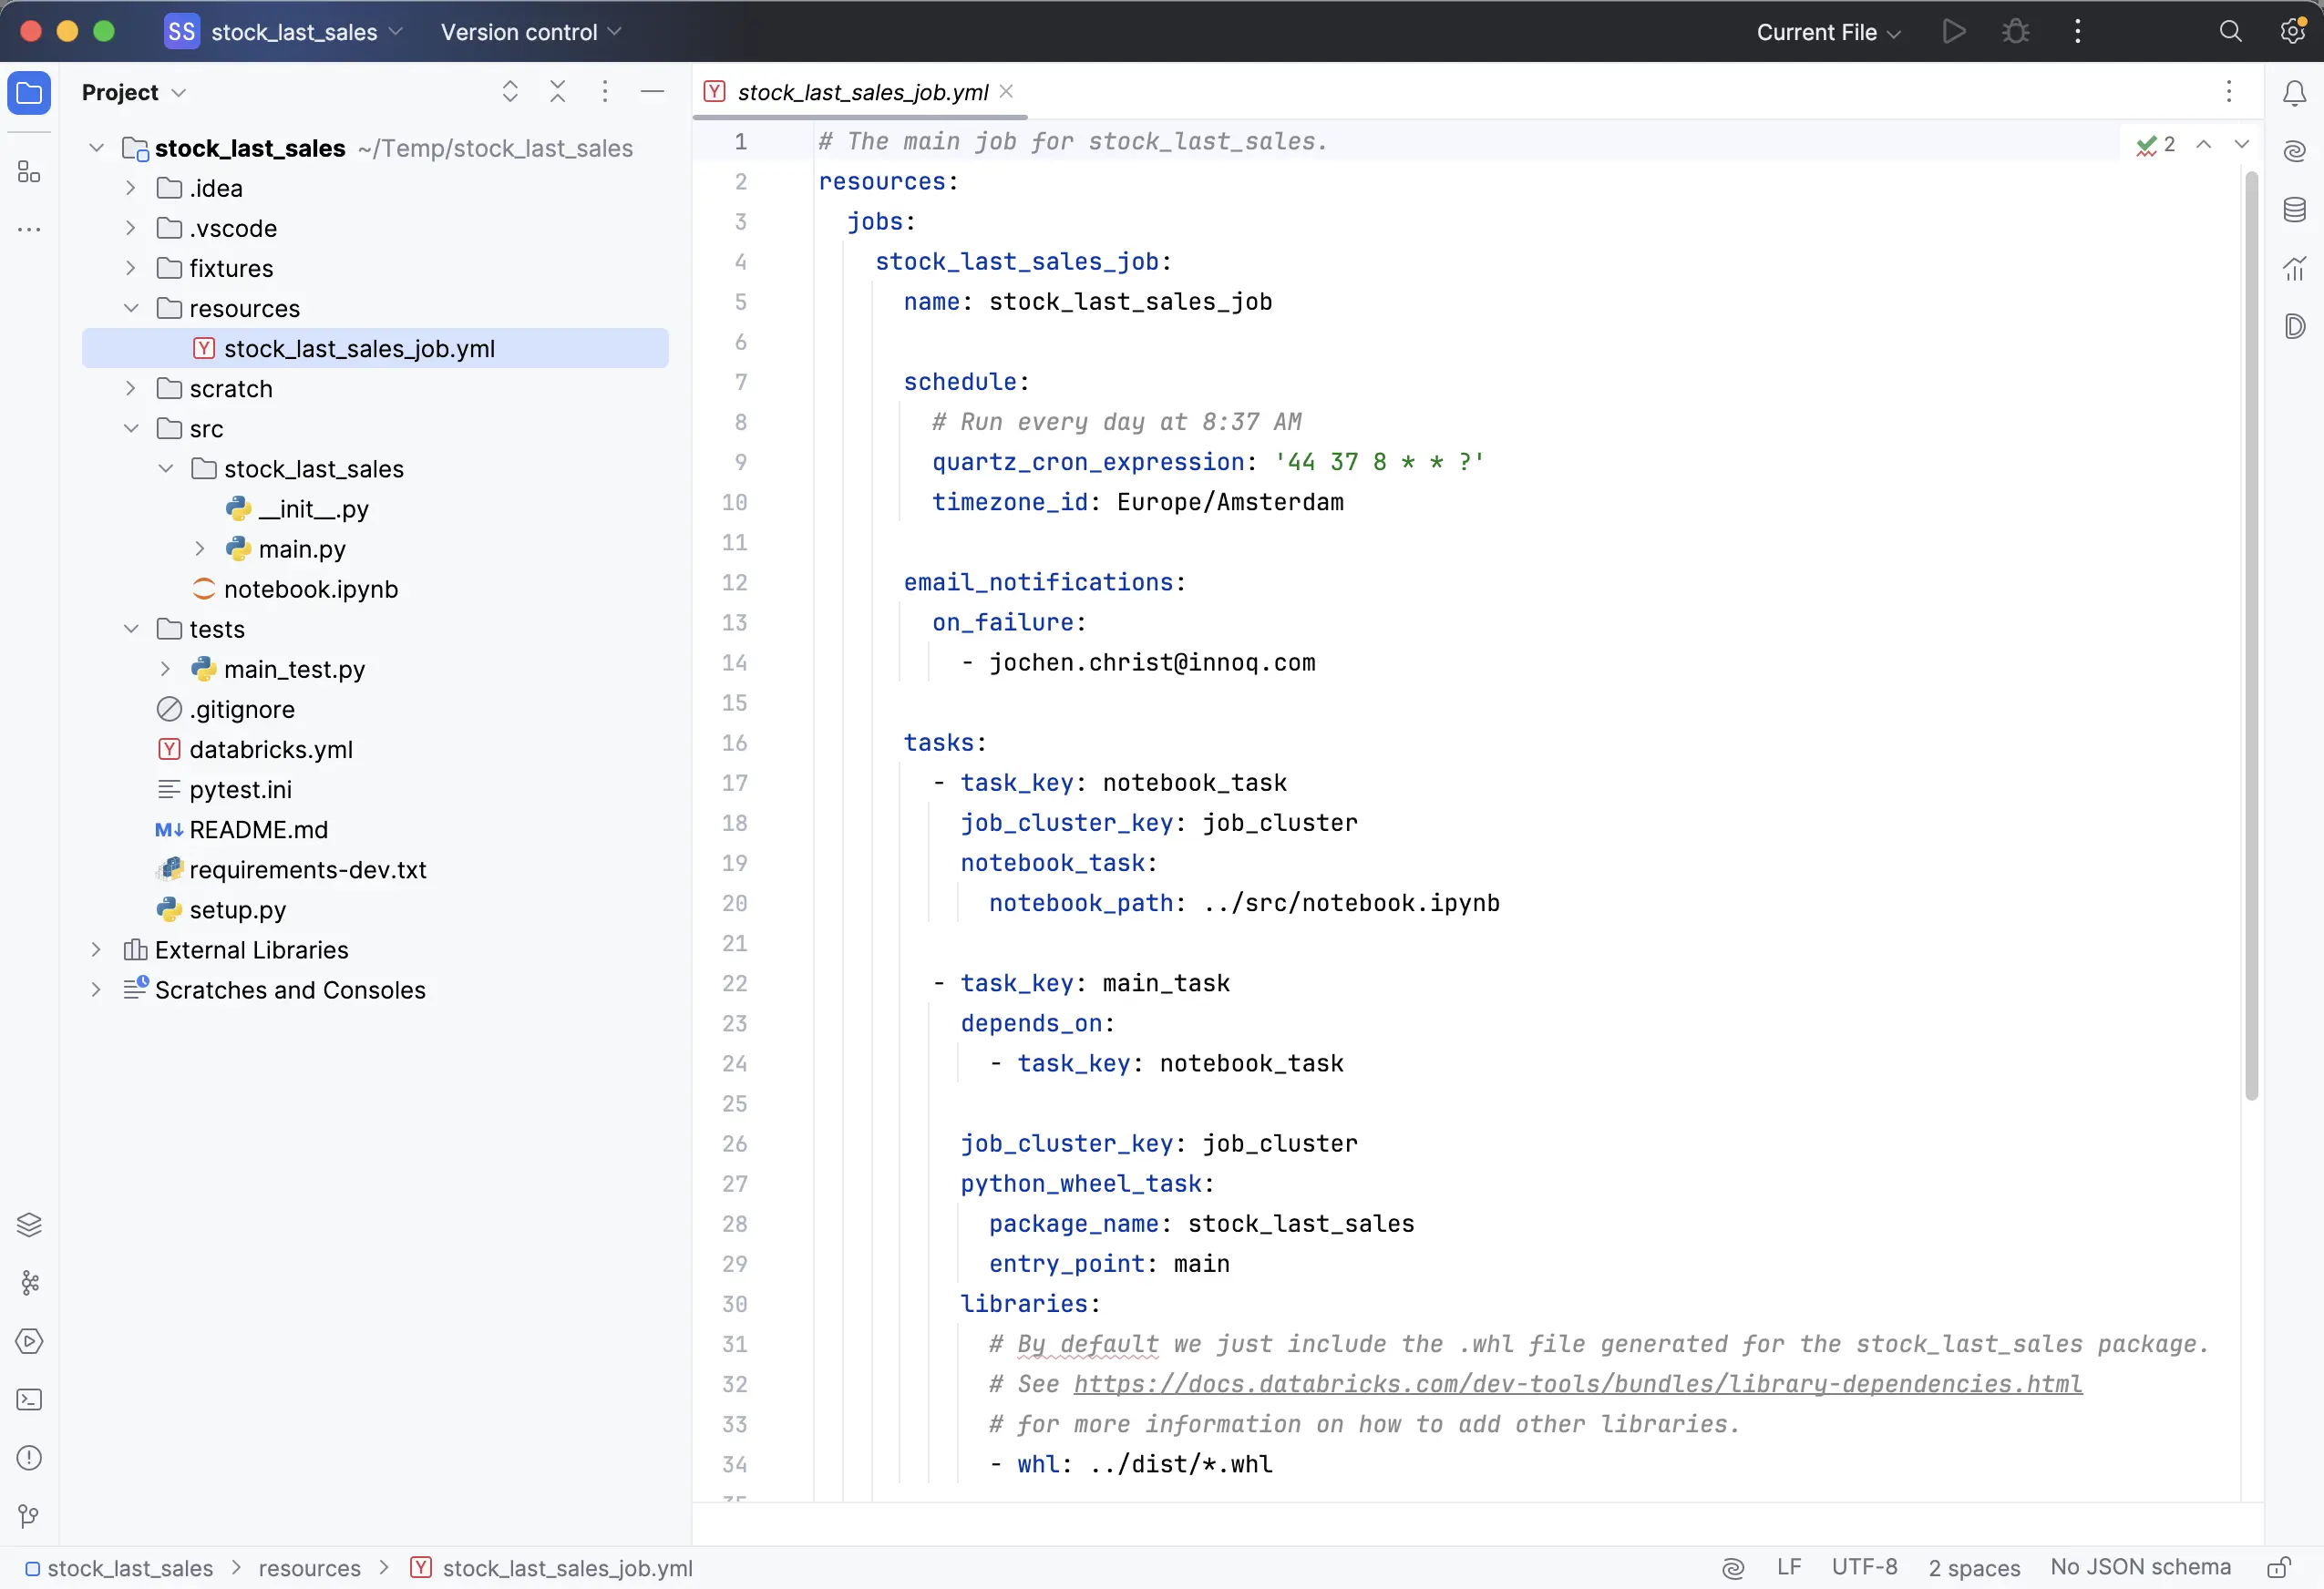 SS stock_last_sales Version control Current File
Project
stock_last_sales ~/Temp/stock_last_sales
.idea
.vscode
fixtures
resources
Y stock_last_sales_job.yml
scratch
src
stock_last_sales
__init__.py
main.py
notebook.ipynb
tests
main_test.py
.gitignore
Y databricks.yml
pytest.ini
M↓ README.md
requirements-dev.txt
setup.py
External Libraries
Scratches and Consoles
Y stock_last_sales_job.yml
2
1 # The main job for stock_last_sales.
2 resources:
3 jobs:
4 stock_last_sales_job:
5 name: stock_last_sales_job
6
7 schedule:
8 # Run every day at 8:37 AM
9 quartz_cron_expression: '44 37 8 * * ?'
10 timezone_id: Europe/Amsterdam
11
12 email_notifications:
13 on_failure:
14 - jochen.christ@innoq.com
15
16 tasks:
17 - task_key: notebook_task
18 job_cluster_key: job_cluster
19 notebook_task:
20 notebook_path: ../src/notebook.ipynb
21
22 - task_key: main_task
23 depends_on:
24 - task_key: notebook_task
25
26 job_cluster_key: job_cluster
27 python_wheel_task:
28 package_name: stock_last_sales
29 entry_point: main
30 libraries:
31 # By default we just include the .whl file generated for the stock_last_sales package.
32 # See https://docs.databricks.com/dev-tools/bundles/library-dependencies.html
33 # for more information on how to add other libraries.
34 - whl: ../dist/*.whl
stock_last_sales > resources > Y stock_last_sales_job.yml LF UTF-8 2 spaces No JSON schema